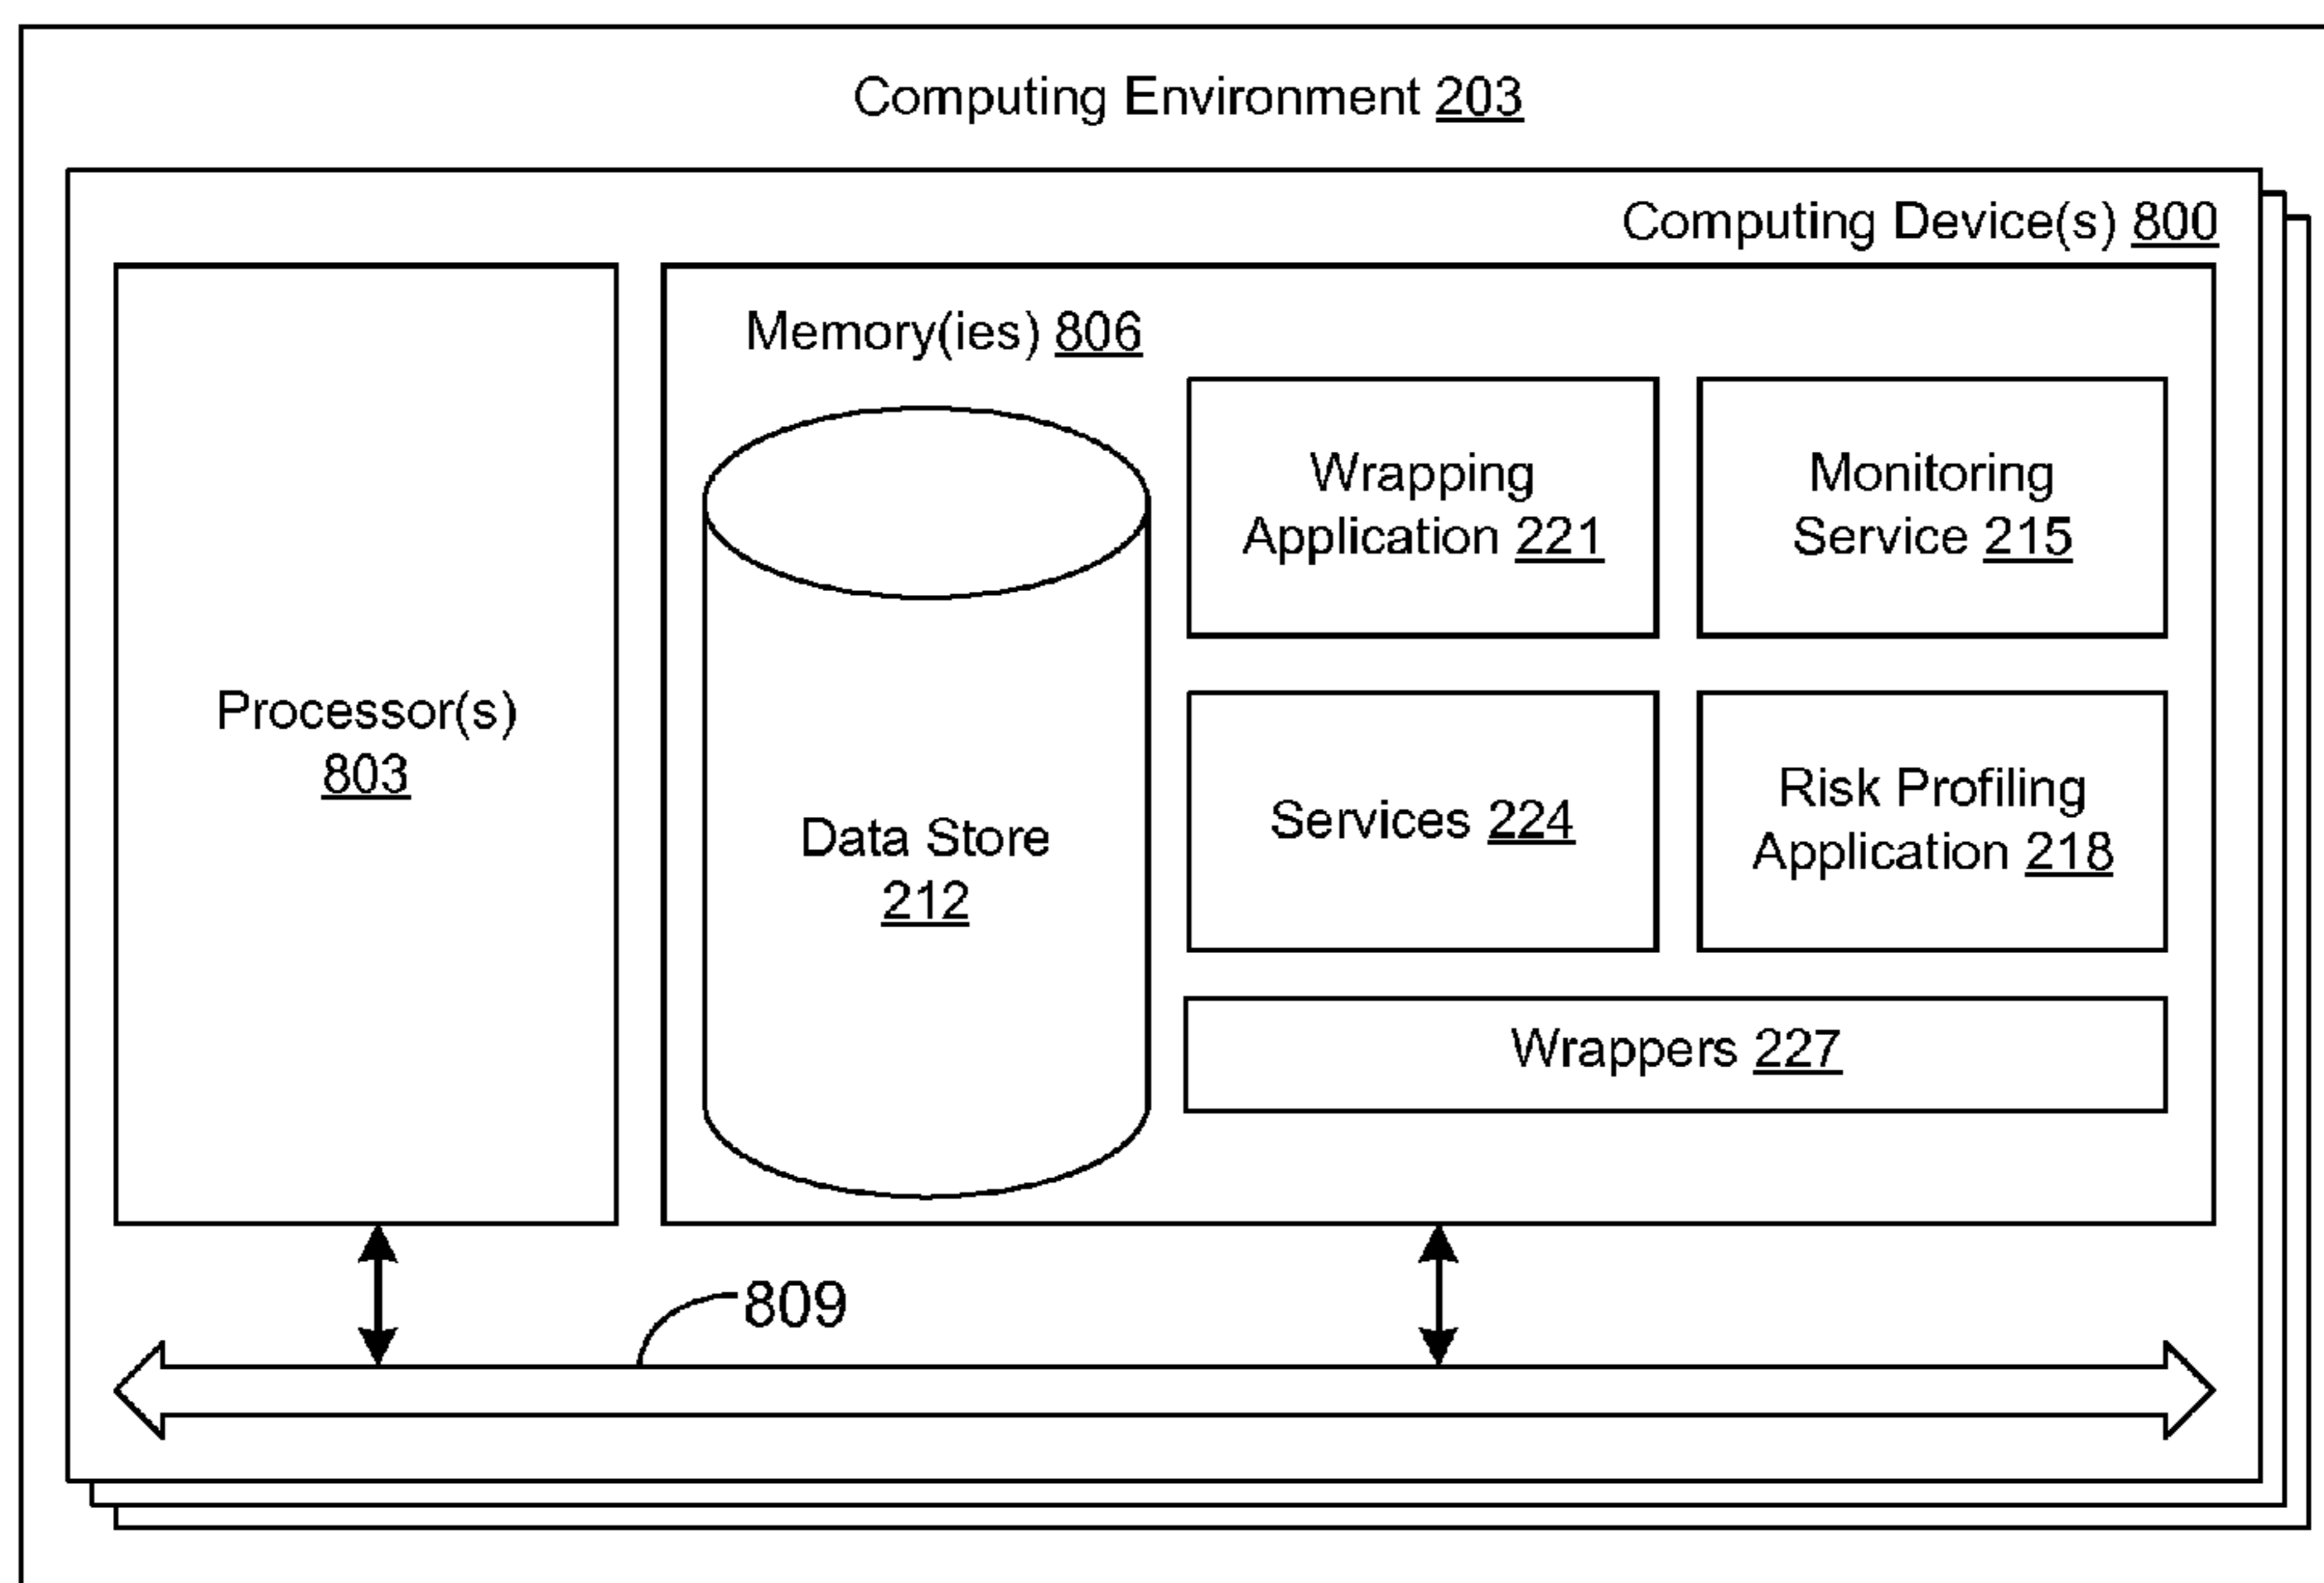 Computing Environment 203
Computing Device(s) 800
Processor(s)
803
Memory(ies) 806
Data Store
212
Wrapping
Application 221
Monitoring
Service 215
Services 224
Risk Profiling
Application 218
Wrappers 227
809